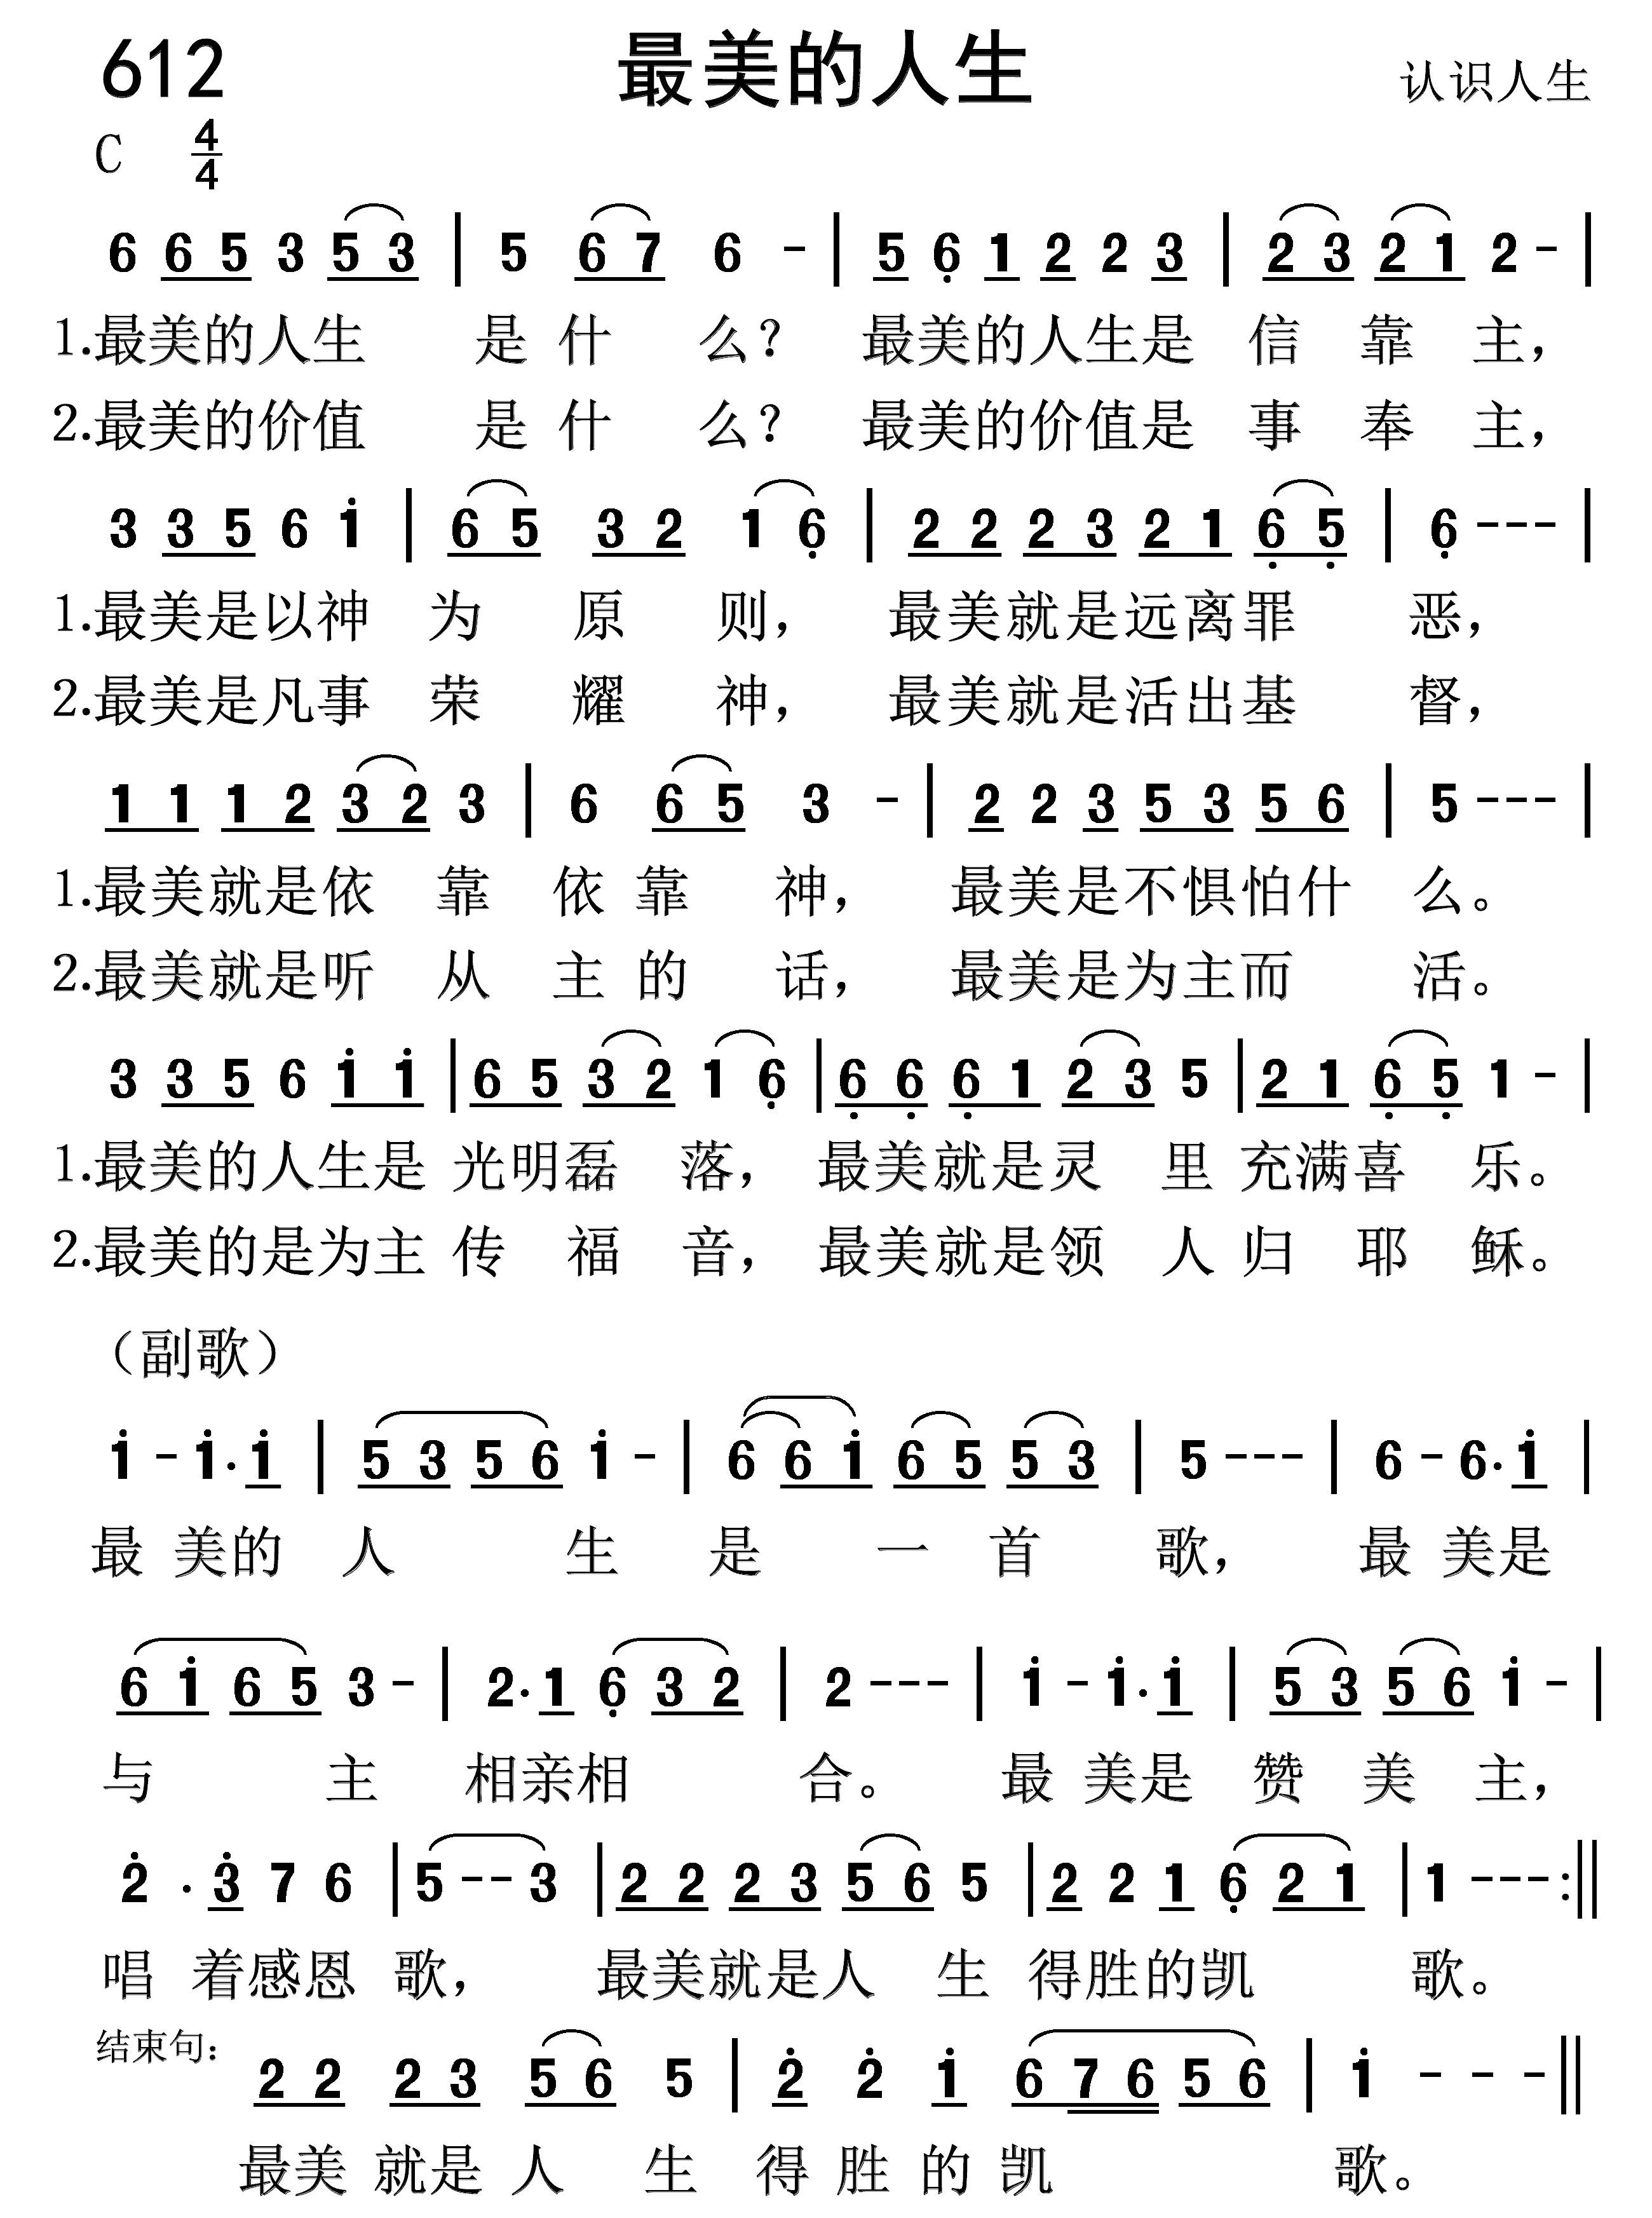 612 最美的人生 认识人生
C 4/4
6 6 5 3 5 3 | 5 6 7 6 - | 5 6̣ 1 2 2 3 | 2 3 2 1 2 - |
1.最美的人生 是什么? 最美的人生是信靠主,
2.最美的价值 是什么? 最美的价值是事奉主,
3 3 5 6 i | 6 5 3 2 1 6̣ | 2 2 2 3 2 1 6̣ 5̣ | 6̣ - - - |
1.最美是以神为原则, 最美就是远离罪恶,
2.最美是凡事荣耀神, 最美就是活出基督,
1 1 1 2 3 2 3 | 6 6 5 3 - | 2 2 3 5 3 5 6 | 5 - - - |
1.最美就是依靠依靠神, 最美是不惧怕什么。
2.最美就是听从主的话, 最美是为主而活。
3 3 5 6 i i | 6 5 3 2 1 6̣ | 6̣ 6̣ 6̣ 1 2 3 5 | 2 1 6̣ 5̣ 1 - |
1.最美的人生是光明磊落, 最美就是灵里充满喜乐。
2.最美的是为主传福音, 最美就是领人归耶稣。
(副歌)
i - i. i | 5 3 5 6 i - | 6 6 i 6 5 5 3 | 5 - - - | 6 - 6. i |
最美的人生是一首歌, 最美是
6 i 6 5 3 - | 2. 1 6̣ 3 2 | 2 - - - | i - i. i | 5 3 5 6 i - |
与主相亲相合。 最美是赞美主,
2̇ . 3̇ 7 6 | 5 - - 3 | 2 2 2 3 5 6 5 | 2 2 1 6̣ 2 1 | 1 - - - :||
唱着感恩歌, 最美就是人生得胜的凯歌。
结束句: 2 2 2 3 5 6 5 | 2̇ 2̇ i 6 7 6 5 6 | i - - - ||
最美就是人生得胜的凯歌。